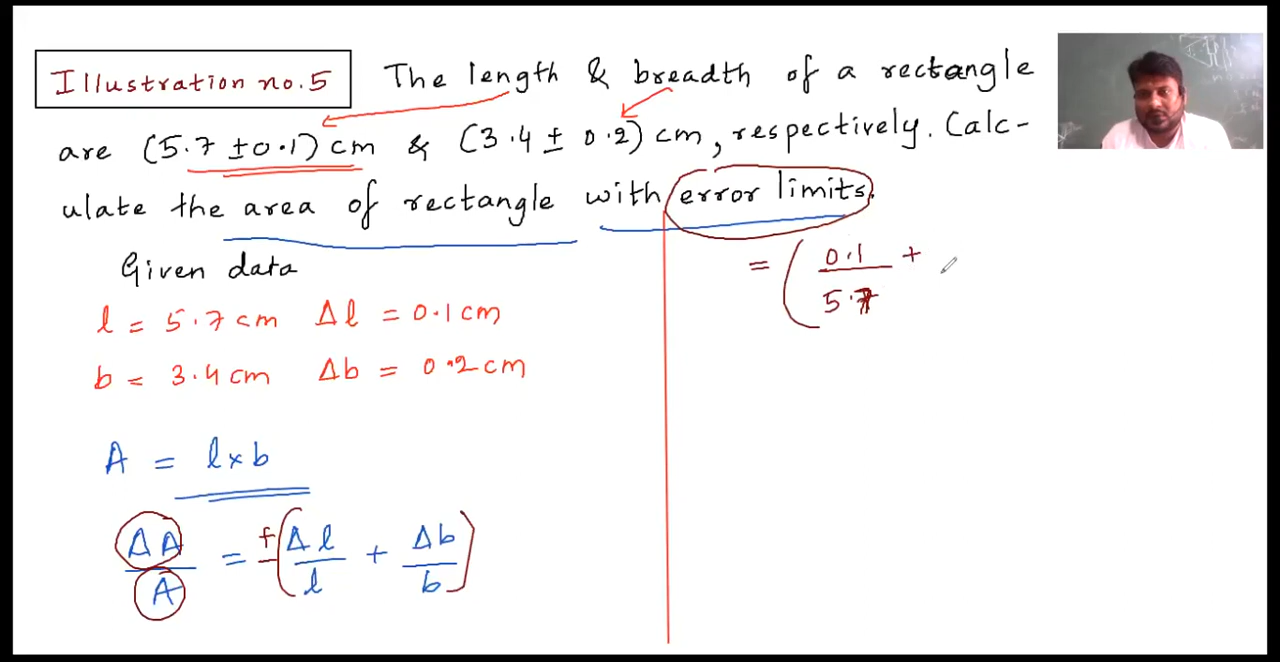 Illustration no.5 The length & breadth of a rectangle
are (5.7 ±0.1) cm & (3.4 ± 0.2) cm, respectively. Calc-
ulate the area of rectangle with error limits.
Given data
l = 5.7 cm Δl = 0.1 cm
b = 3.4 cm Δb = 0.2 cm
A = l×b
ΔA/A = ±(Δl/l + Δb/b)
= (0.1/5.7 +